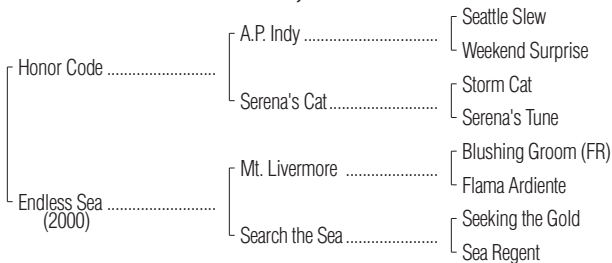 Seattle Slew
A.P. Indy ..............................
Weekend Surprise
Honor Code ........................
Storm Cat
Serena's Cat........................
Serena's Tune
Blushing Groom (FR)
Mt. Livermore ....................
Flama Ardiente
Endless Sea ........................
(2000)
Seeking the Gold
Search the Sea....................
Sea Regent